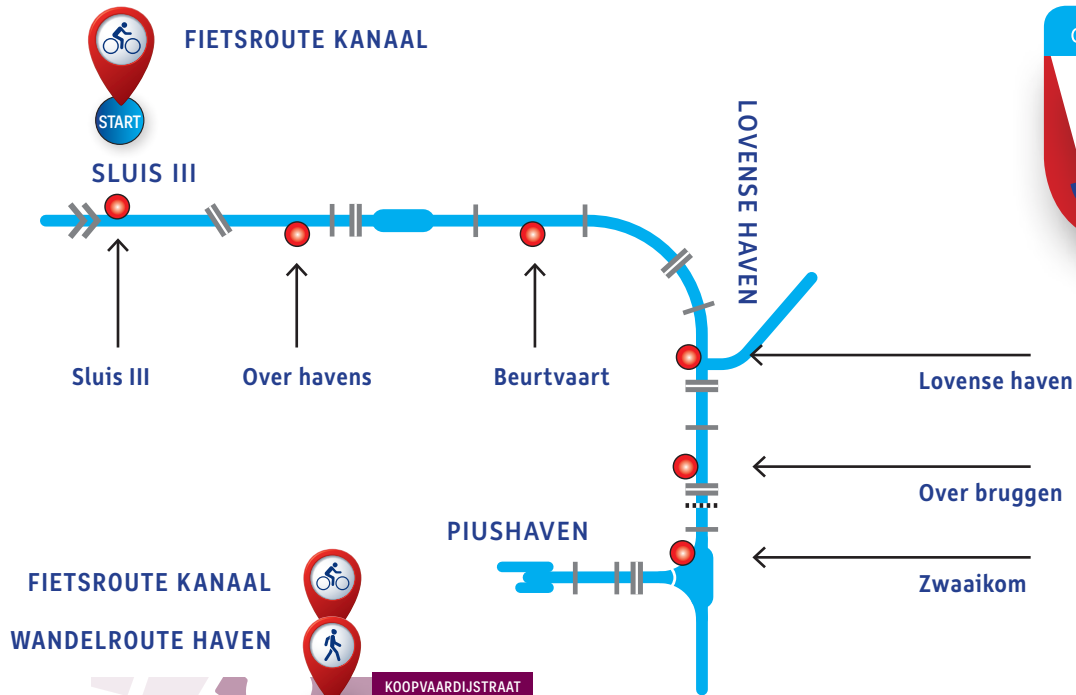 FIETSROUTE KANAAL
START
SLUIS III
LOVENSE HAVEN
Sluis III
Over havens
Beurtvaart
Lovense haven
Over bruggen
PIUSHAVEN
Zwaaikom
FIETSROUTE KANAAL
WANDELROUTE HAVEN
KOOPVAARDIJSTRAAT